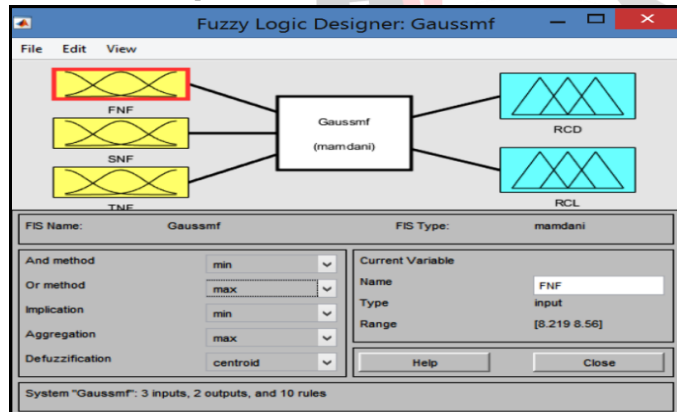 Fuzzy Logic Designer: Gaussmf
File Edit View
FNF
SNF
TNF
Gaussmf
(mamdani)
RCD
RCL
FIS Name: Gaussmf FIS Type: mamdani
And method min
Or method max
Implication min
Aggregation max
Defuzzification centroid
Current Variable
Name FNF
Type input
Range [8.219 8.56]
Help Close
System "Gaussmf": 3 inputs, 2 outputs, and 10 rules